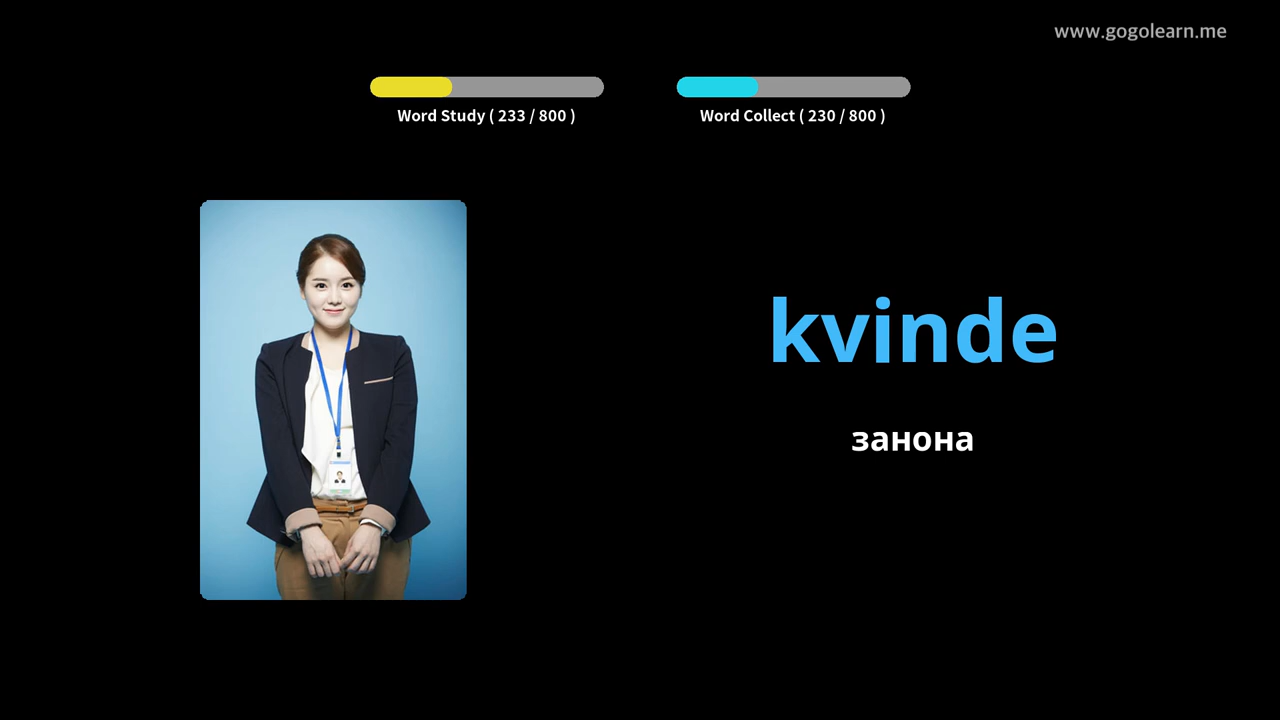 www.gogolearn.me
Word Study ( 233 / 800 )
Word Collect ( 230 / 800 )
kvinde
занона